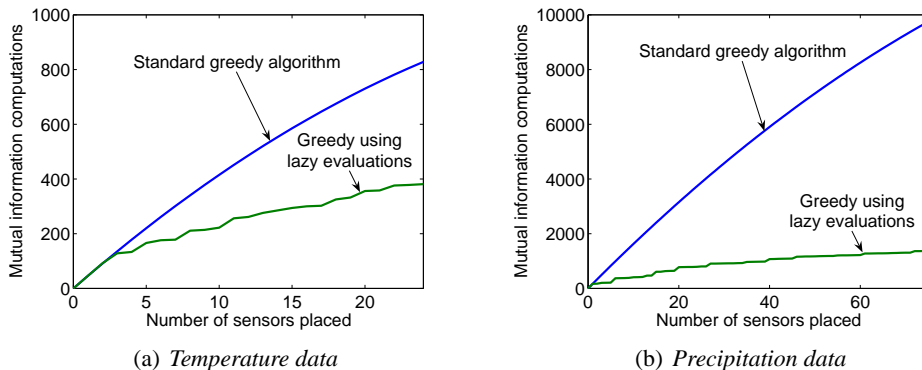 1000
800
600
400
200
0
Mutual information computations
Standard greedy algorithm
Greedy using
lazy evaluations
0 5 10 15 20
Number of sensors placed
(a) Temperature data
10000
8000
6000
4000
2000
0
Mutual information computations
Standard greedy algorithm
Greedy using
lazy evaluations
0 20 40 60
Number of sensors placed
(b) Precipitation data